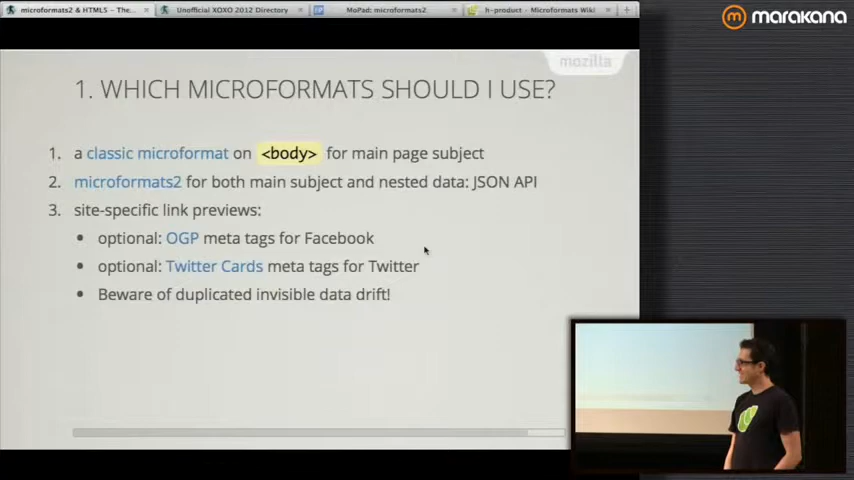 microformats2 & HTML5 – The...
Unofficial XOXO 2012 Directory
MoPad: microformats2
h-product - Microformats Wiki
marakana
mozilla
1. WHICH MICROFORMATS SHOULD I USE?
1. a classic microformat on <body> for main page subject
2. microformats2 for both main subject and nested data: JSON API
3. site-specific link previews:
• optional: OGP meta tags for Facebook
• optional: Twitter Cards meta tags for Twitter
• Beware of duplicated invisible data drift!